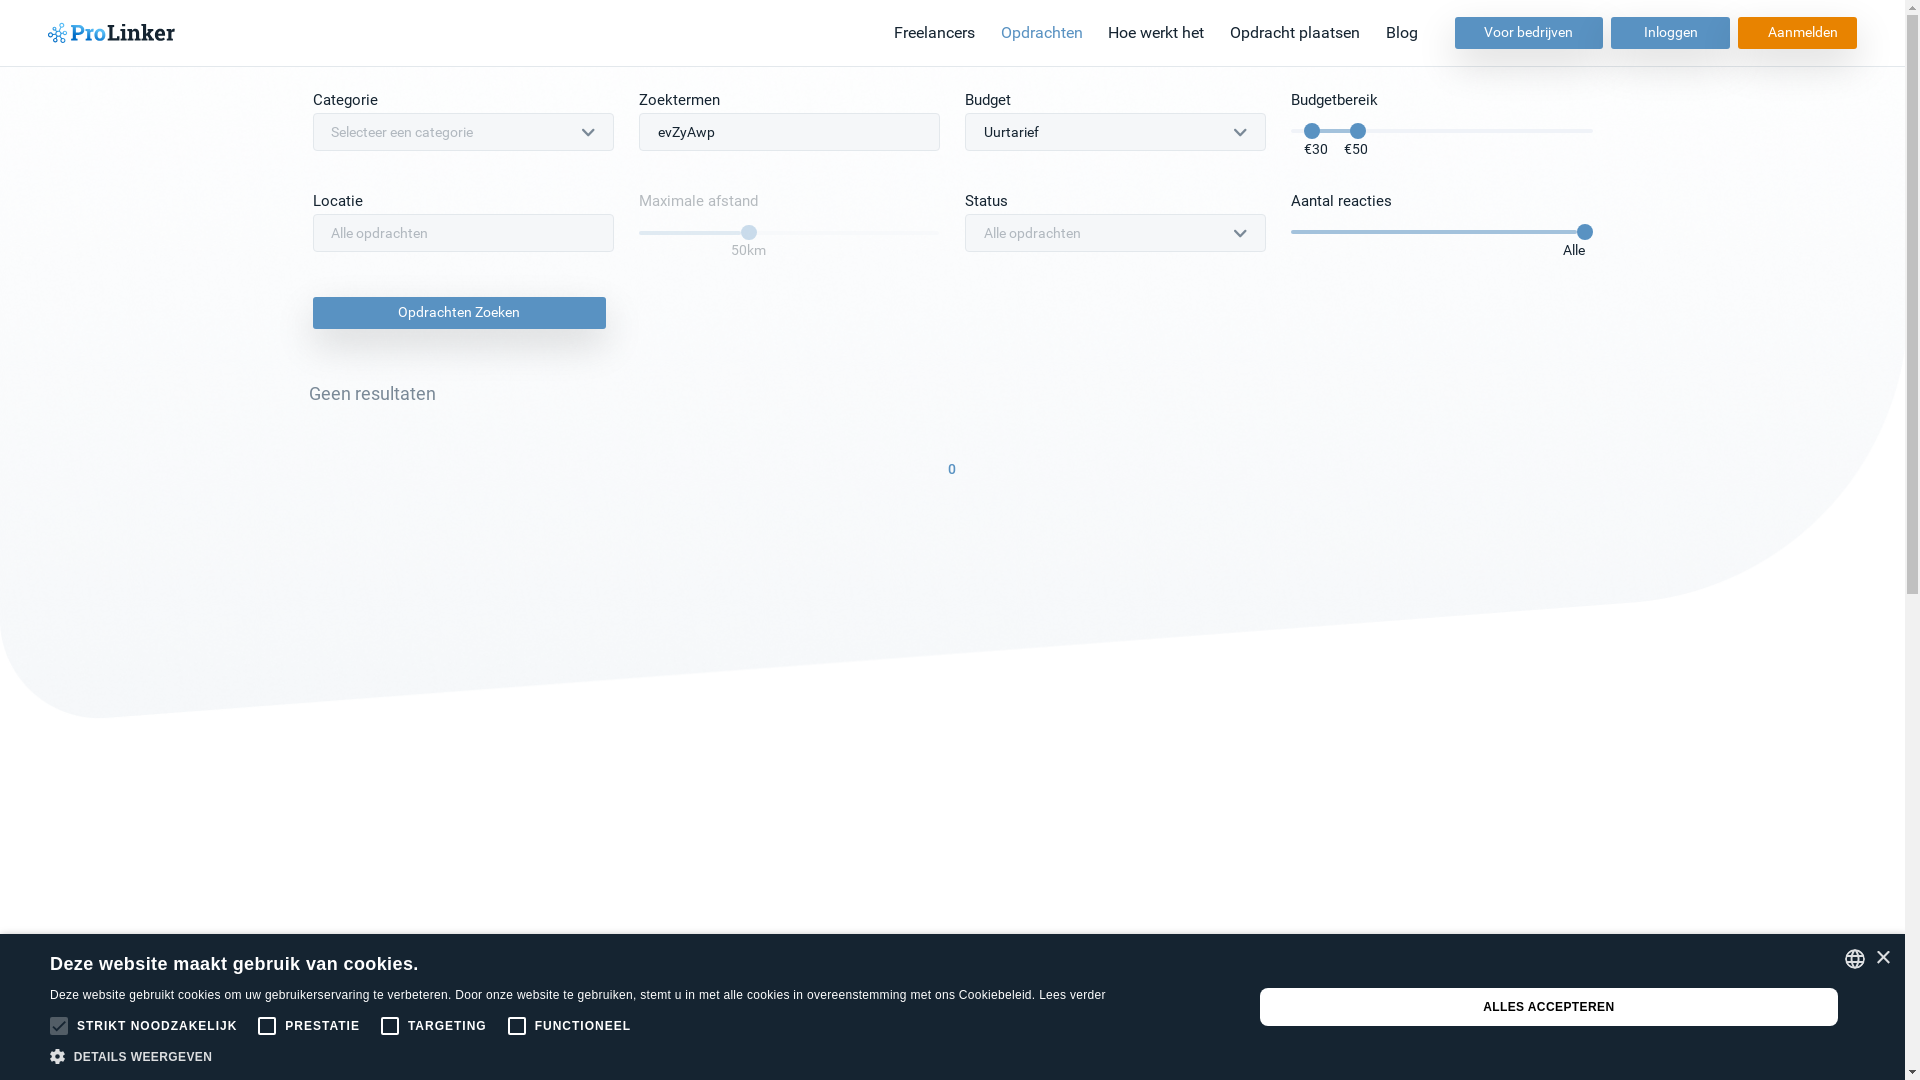 ProLinker
Freelancers Opdrachten Hoe werkt het Opdracht plaatsen Blog Voor bedrijven Inloggen Aanmelden
Categorie Zoektermen Budget Budgetbereik
Selecteer een categorie evZyAwp Uurtarief
€30 €50
Locatie Maximale afstand Status Aantal reacties
Alle opdrachten Alle opdrachten
50km Alle
Opdrachten Zoeken
Geen resultaten
0
Deze website maakt gebruik van cookies.
Deze website gebruikt cookies om uw gebruikerservaring te verbeteren. Door onze website te gebruiken, stemt u in met alle cookies in overeenstemming met ons Cookiebeleid. Lees verder
ALLES ACCEPTEREN
STRIKT NOODZAKELIJK PRESTATIE TARGETING FUNCTIONEEL
DETAILS WEERGEVEN